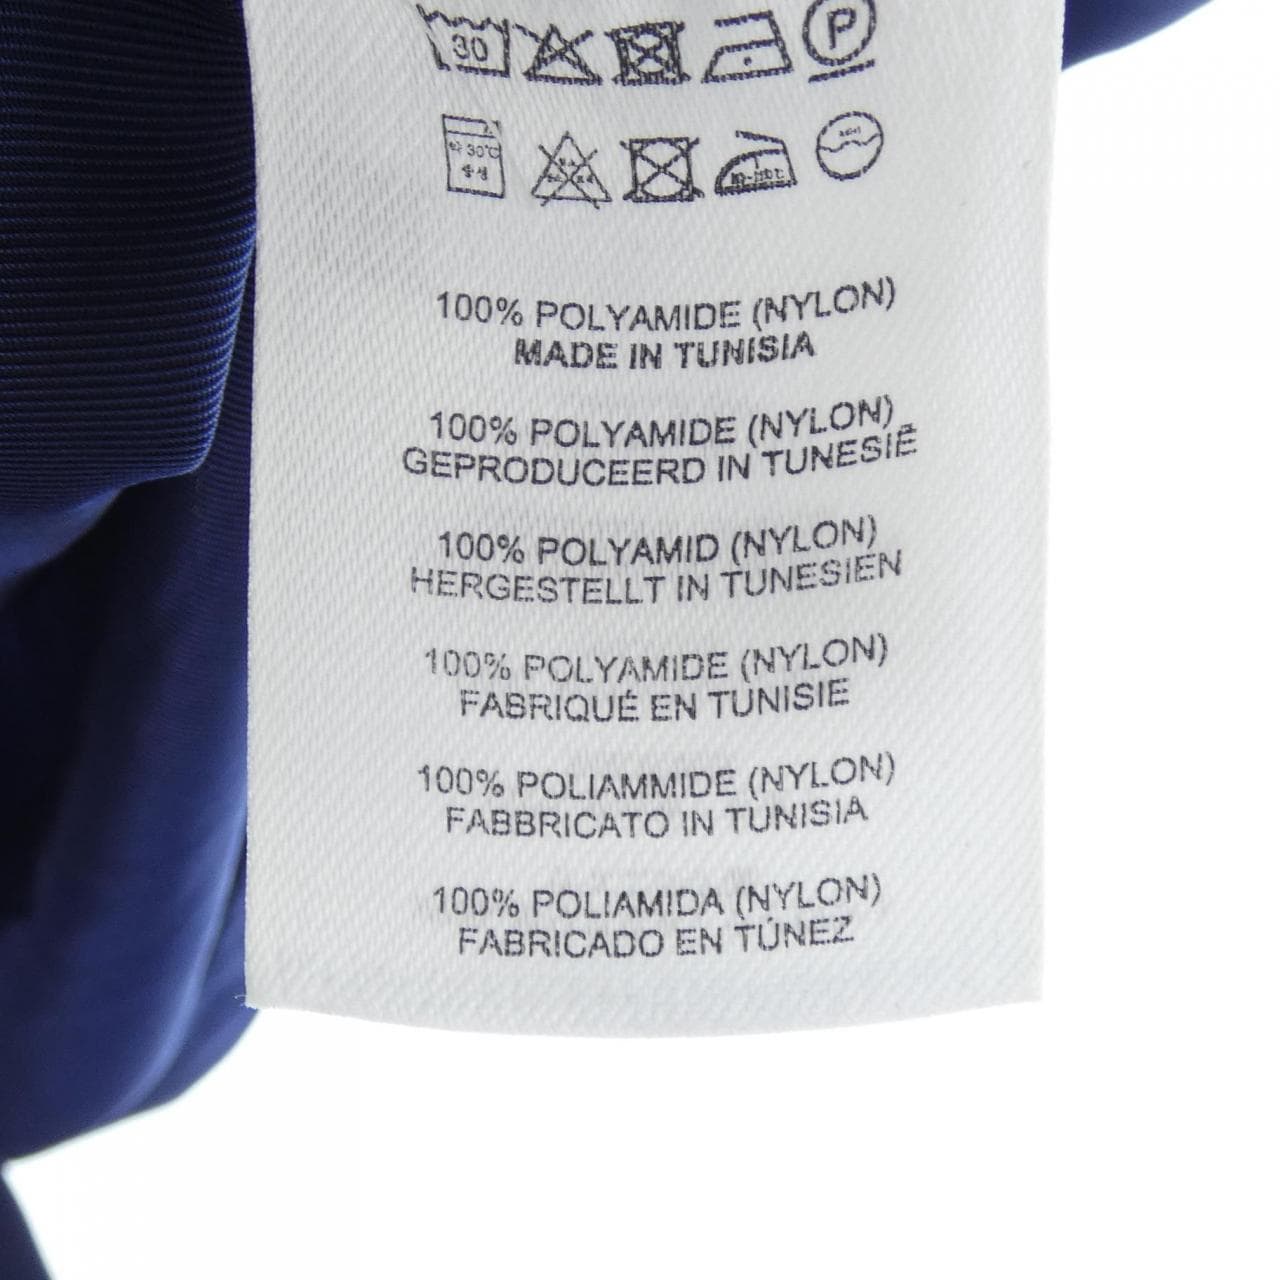 30 P
30℃
100% POLYAMIDE (NYLON)
MADE IN TUNISIA
100% POLYAMIDE (NYLON)
GEPRODUCEERD IN TUNESIË
100% POLYAMID (NYLON)
HERGESTELLT IN TUNESIEN
100% POLYAMIDE (NYLON)
FABRIQUÉ EN TUNISIE
100% POLIAMMIDE (NYLON)
FABBRICATO IN TUNISIA
100% POLIAMIDA (NYLON)
FABRICADO EN TÚNEZ